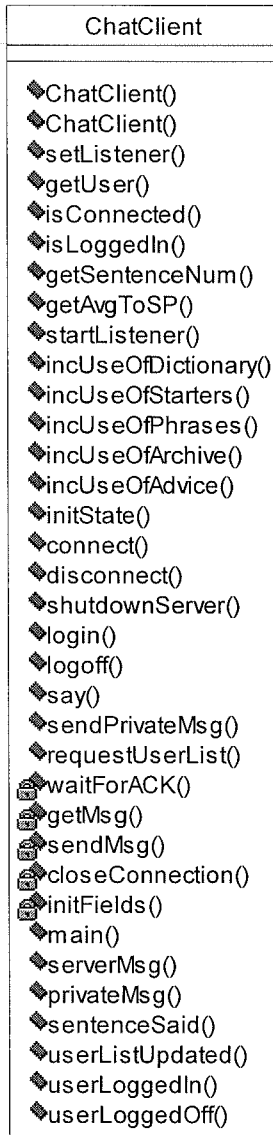 ChatClient
ChatClient()
ChatClient()
setListener()
getUser()
isConnected()
isLoggedIn()
getSentenceNum()
getAvgToSP()
startListener()
incUseOfDictionary()
incUseOfStarters()
incUseOfPhrases()
incUseOfArchive()
incUseOfAdvice()
initState()
connect()
disconnect()
shutdownServer()
login()
logoff()
say()
sendPrivateMsg()
requestUserList()
waitForACK()
getMsg()
sendMsg()
closeConnection()
initFields()
main()
serverMsg()
privateMsg()
sentenceSaid()
userListUpdated()
userLoggedIn()
userLoggedOff()